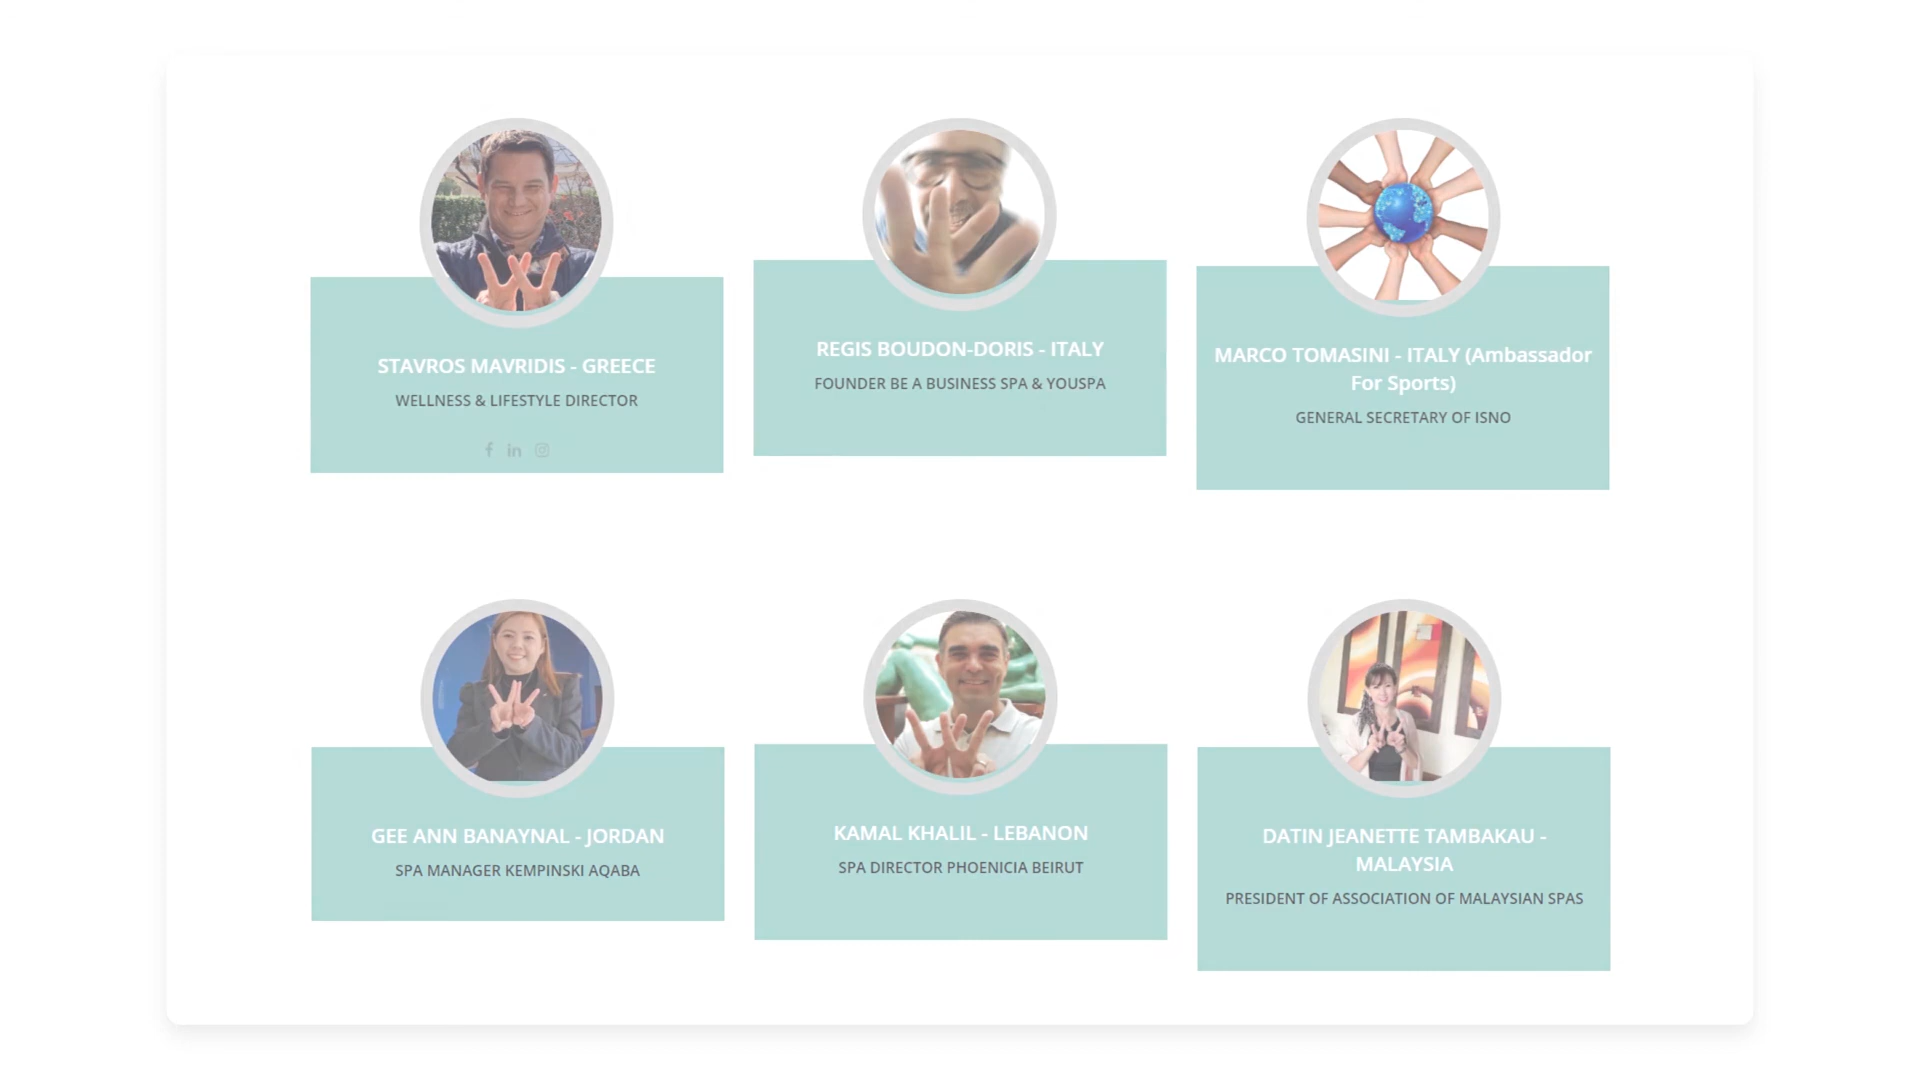 STAVROS MAVRIDIS - GREECE
WELLNESS & LIFESTYLE DIRECTOR
REGIS BOUDON-DORIS - ITALY
FOUNDER BE A BUSINESS SPA & YOUSPA
MARCO TOMASINI - ITALY (Ambassador
For Sports)
GENERAL SECRETARY OF ISNO
GEE ANN BANAYNAL - JORDAN
SPA MANAGER KEMPINSKI AQABA
KAMAL KHALIL - LEBANON
SPA DIRECTOR PHOENICIA BEIRUT
DATIN JEANETTE TAMBAKAU -
MALAYSIA
PRESIDENT OF ASSOCIATION OF MALAYSIAN SPAS